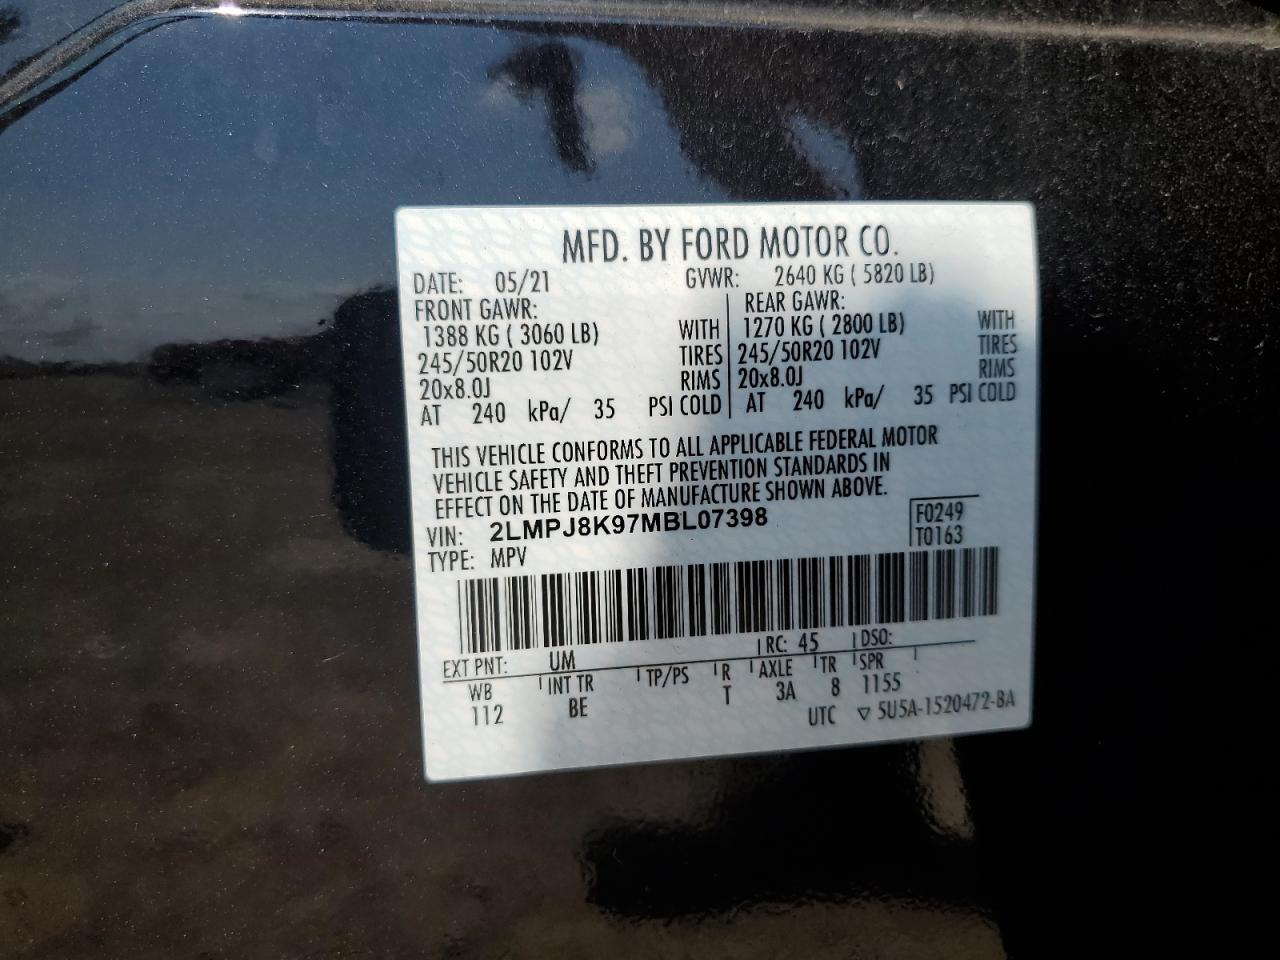 MFD. BY FORD MOTOR CO.
DATE: 05/21 GVWR: 2640 KG ( 5820 LB)
FRONT GAWR: REAR GAWR:
1388 KG ( 3060 LB) WITH 1270 KG ( 2800 LB) WITH
245/50R20 102V TIRES 245/50R20 102V TIRES
20x8.0J RIMS 20x8.0J RIMS
AT 240 kPa/ 35 PSI COLD AT 240 kPa/ 35 PSI COLD
THIS VEHICLE CONFORMS TO ALL APPLICABLE FEDERAL MOTOR
VEHICLE SAFETY AND THEFT PREVENTION STANDARDS IN
EFFECT ON THE DATE OF MANUFACTURE SHOWN ABOVE.
VIN: 2LMPJ8K97MBL07398 F0249
TYPE: MPV T0163
EXT PNT: UM RC: 45 DSO:
WB INT TR TP/PS R AXLE TR SPR
112 BE T 3A 8 1155
UTC ▽ 5U5A-1520472-BA